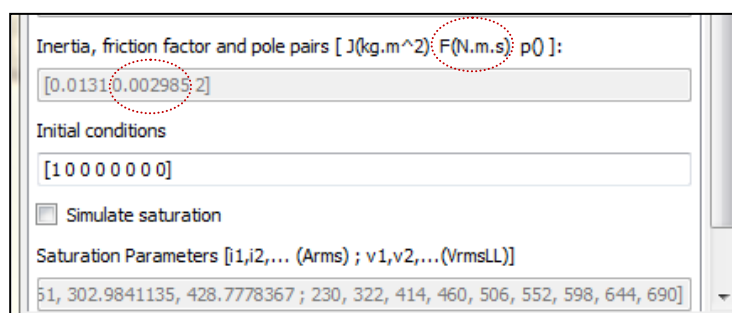 Inertia, friction factor and pole pairs [ J(kg.m^2) F(N.m.s) p() ]:
[0.0131 0.002985 2]
Initial conditions
[1 0 0 0 0 0 0 0]
Simulate saturation
Saturation Parameters [i1,i2,... (Arms) ; v1,v2,...(VrmsLL)]
51, 302.9841135, 428.7778367 ; 230, 322, 414, 460, 506, 552, 598, 644, 690]